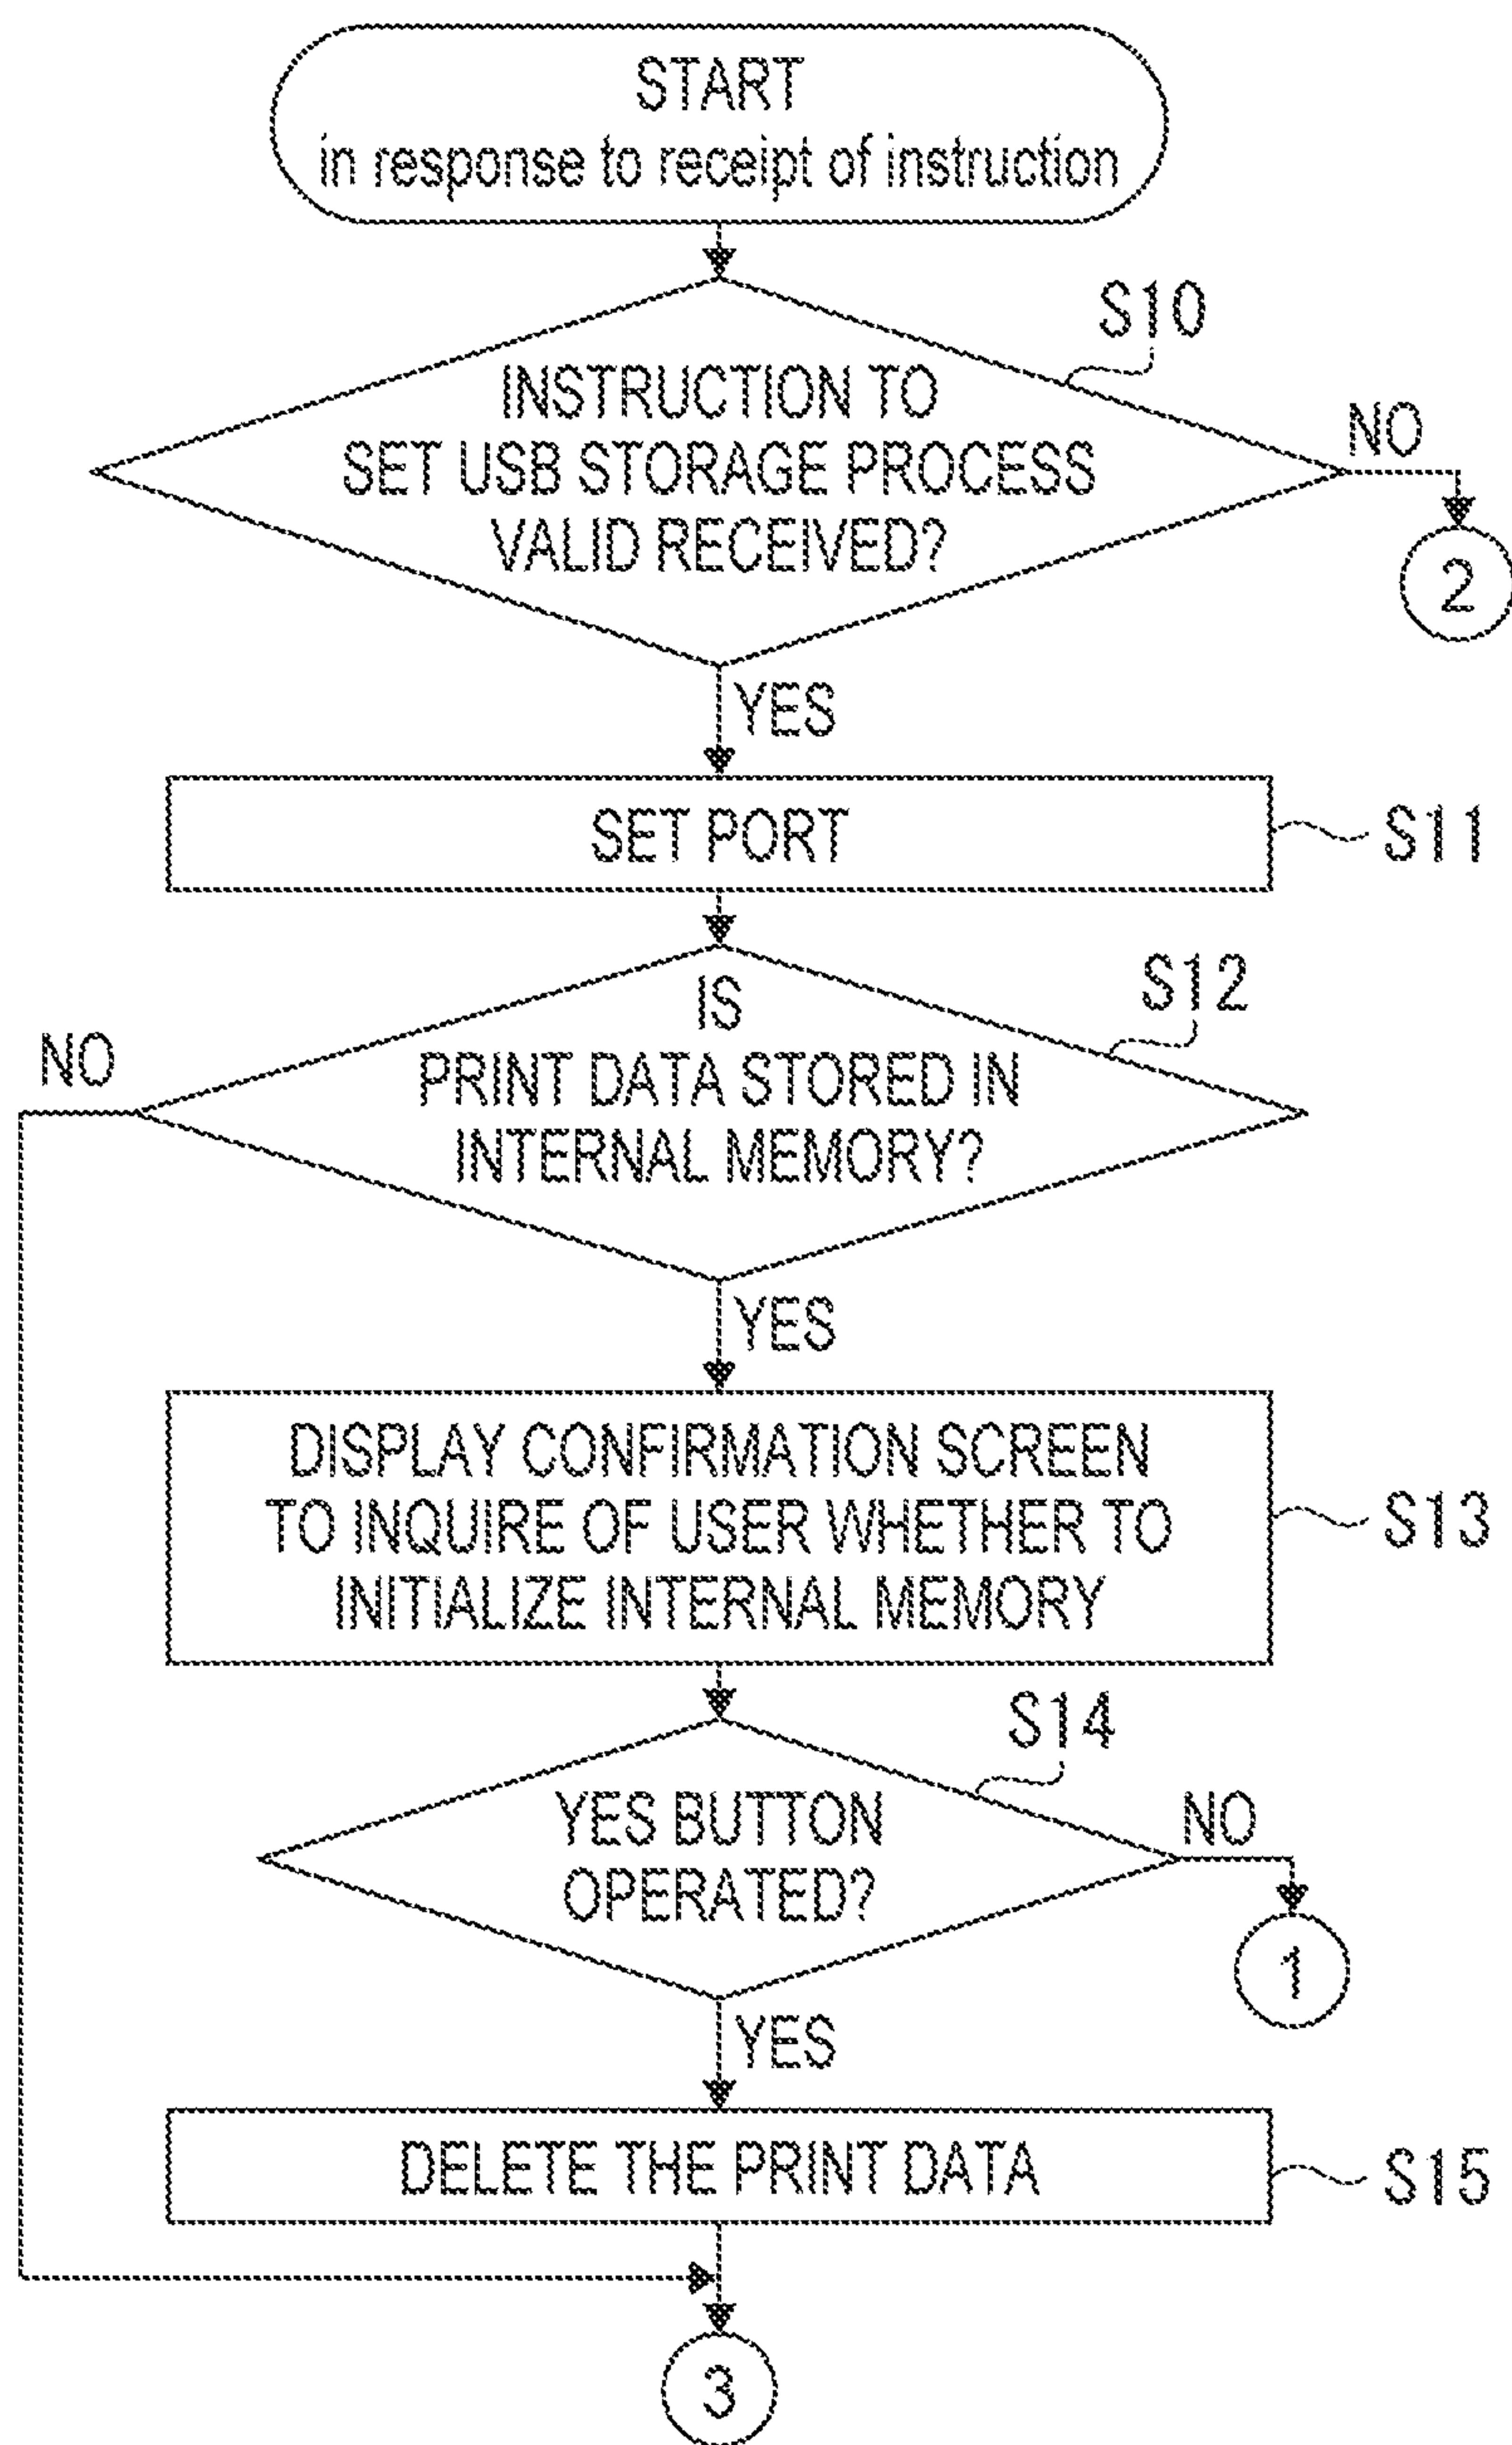 START
in response to receipt of instruction
S10
INSTRUCTION TO
SET USB STORAGE PROCESS
VALID RECEIVED?
NO
2
YES
SET PORT
S11
S12
IS
PRINT DATA STORED IN
INTERNAL MEMORY?
NO
YES
DISPLAY CONFIRMATION SCREEN
TO INQUIRE OF USER WHETHER TO
INITIALIZE INTERNAL MEMORY
S13
S14
YES BUTTON
OPERATED?
NO
1
YES
DELETE THE PRINT DATA
S15
3